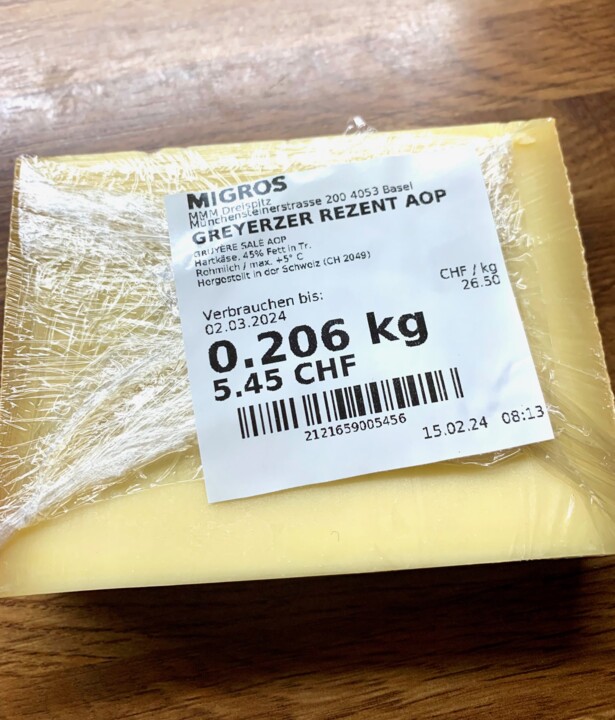 MIGROS
MMM Dreispitz
Münchensteinerstrasse 200 4053 Basel
GREYERZER REZENT AOP
GRUYERE SALE AOP
Hartkäse. 45% Fett in Tr.
Rohmilch / max. +5° C
Hergestellt in der Schweiz (CH 2049)
CHF / kg
26.50
Verbrauchen bis:
02.03.2024
0.206 kg
5.45 CHF
2121659005456
15.02.24 08:13